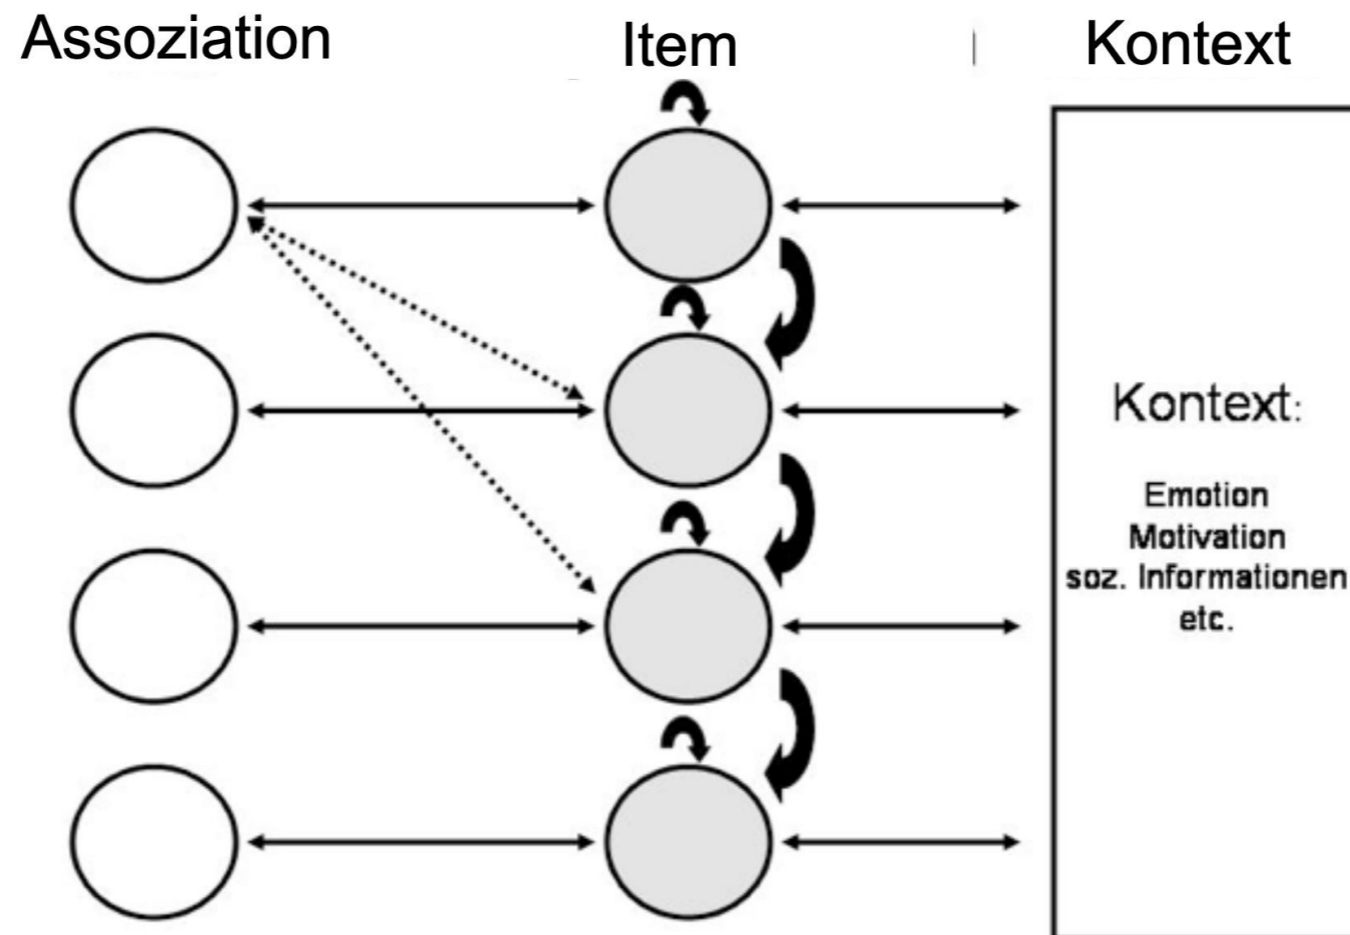 Assoziation
Item
Kontext
Kontext:
Emotion
Motivation
soz. Informationen
etc.